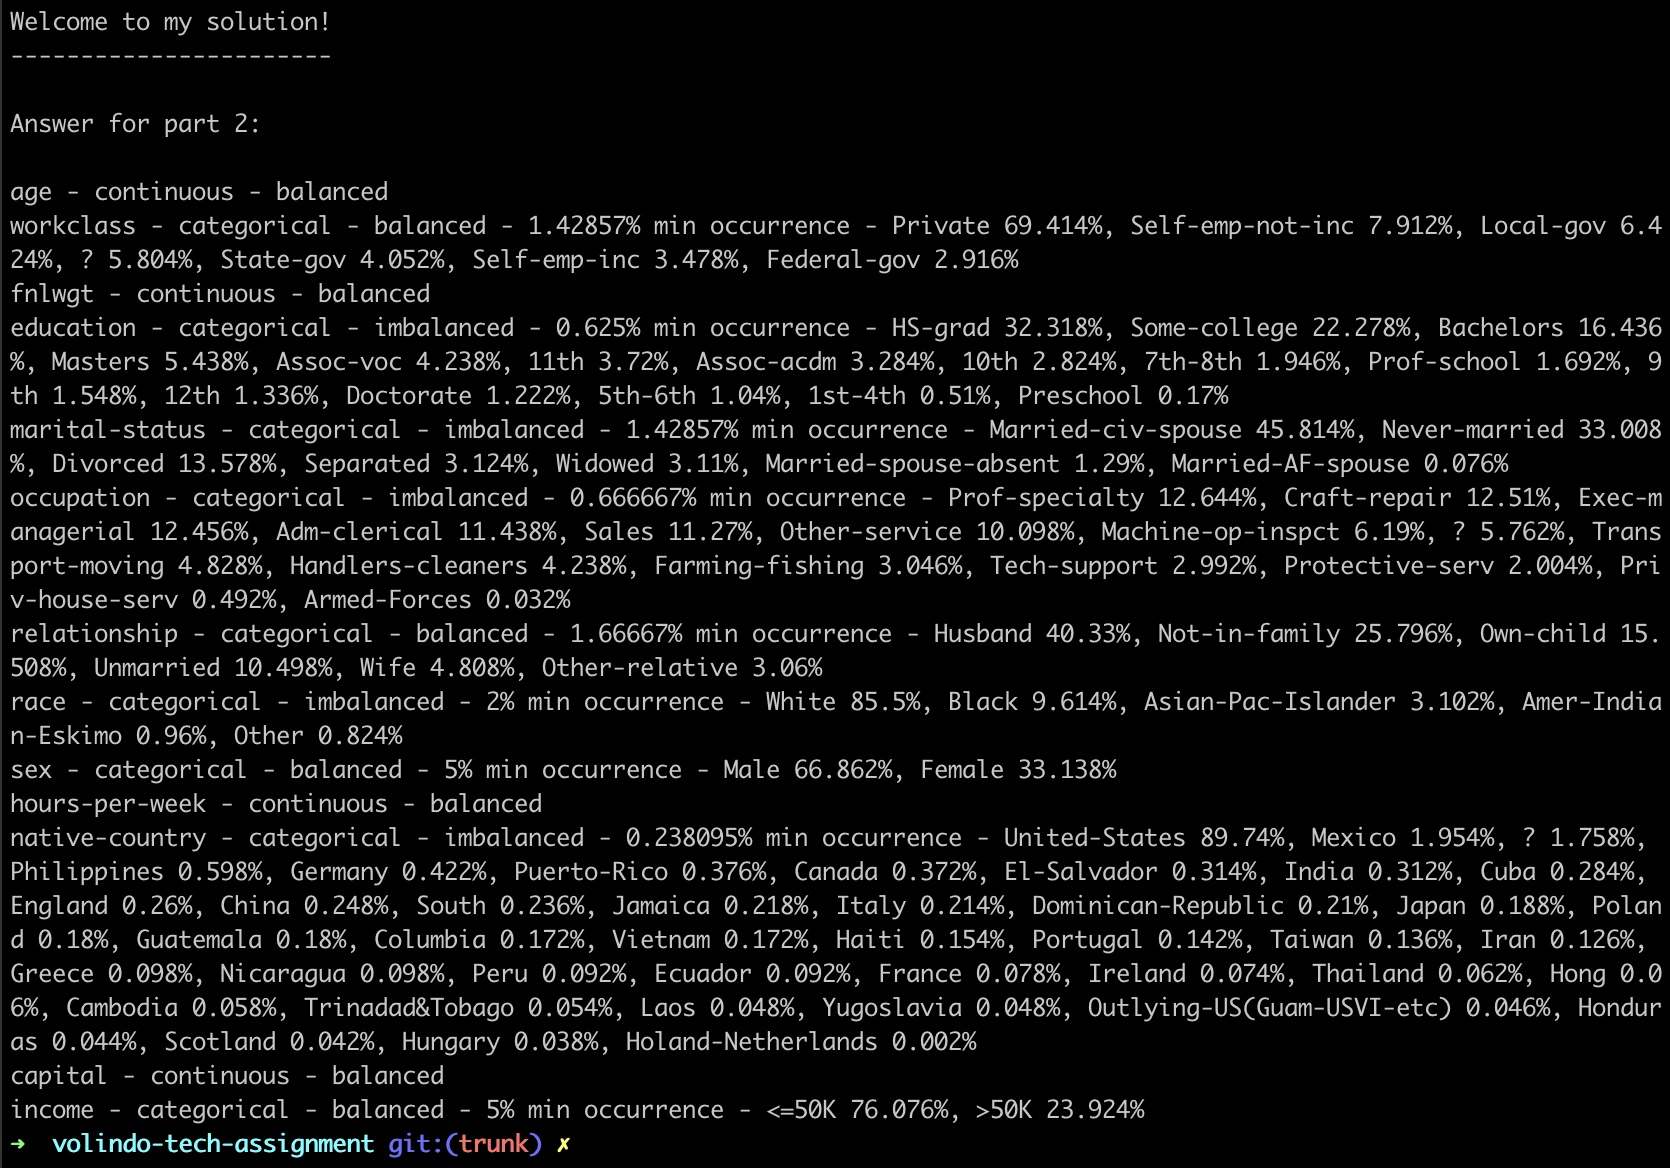 Welcome to my solution!
-----------------------
Answer for part 2:
age - continuous - balanced
workclass - categorical - balanced - 1.42857% min occurrence - Private 69.414%, Self-emp-not-inc 7.912%, Local-gov 6.4
24%, ? 5.804%, State-gov 4.052%, Self-emp-inc 3.478%, Federal-gov 2.916%
fnlwgt - continuous - balanced
education - categorical - imbalanced - 0.625% min occurrence - HS-grad 32.318%, Some-college 22.278%, Bachelors 16.436
%, Masters 5.438%, Assoc-voc 4.238%, 11th 3.72%, Assoc-acdm 3.284%, 10th 2.824%, 7th-8th 1.946%, Prof-school 1.692%, 9
th 1.548%, 12th 1.336%, Doctorate 1.222%, 5th-6th 1.04%, 1st-4th 0.51%, Preschool 0.17%
marital-status - categorical - imbalanced - 1.42857% min occurrence - Married-civ-spouse 45.814%, Never-married 33.008
%, Divorced 13.578%, Separated 3.124%, Widowed 3.11%, Married-spouse-absent 1.29%, Married-AF-spouse 0.076%
occupation - categorical - imbalanced - 0.666667% min occurrence - Prof-specialty 12.644%, Craft-repair 12.51%, Exec-m
anagerial 12.456%, Adm-clerical 11.438%, Sales 11.27%, Other-service 10.098%, Machine-op-inspct 6.19%, ? 5.762%, Trans
port-moving 4.828%, Handlers-cleaners 4.238%, Farming-fishing 3.046%, Tech-support 2.992%, Protective-serv 2.004%, Pri
v-house-serv 0.492%, Armed-Forces 0.032%
relationship - categorical - balanced - 1.66667% min occurrence - Husband 40.33%, Not-in-family 25.796%, Own-child 15.
508%, Unmarried 10.498%, Wife 4.808%, Other-relative 3.06%
race - categorical - imbalanced - 2% min occurrence - White 85.5%, Black 9.614%, Asian-Pac-Islander 3.102%, Amer-India
n-Eskimo 0.96%, Other 0.824%
sex - categorical - balanced - 5% min occurrence - Male 66.862%, Female 33.138%
hours-per-week - continuous - balanced
native-country - categorical - imbalanced - 0.238095% min occurrence - United-States 89.74%, Mexico 1.954%, ? 1.758%,
Philippines 0.598%, Germany 0.422%, Puerto-Rico 0.376%, Canada 0.372%, El-Salvador 0.314%, India 0.312%, Cuba 0.284%,
England 0.26%, China 0.248%, South 0.236%, Jamaica 0.218%, Italy 0.214%, Dominican-Republic 0.21%, Japan 0.188%, Polan
d 0.18%, Guatemala 0.18%, Columbia 0.172%, Vietnam 0.172%, Haiti 0.154%, Portugal 0.142%, Taiwan 0.136%, Iran 0.126%,
Greece 0.098%, Nicaragua 0.098%, Peru 0.092%, Ecuador 0.092%, France 0.078%, Ireland 0.074%, Thailand 0.062%, Hong 0.0
6%, Cambodia 0.058%, Trinadad&Tobago 0.054%, Laos 0.048%, Yugoslavia 0.048%, Outlying-US(Guam-USVI-etc) 0.046%, Hondur
as 0.044%, Scotland 0.042%, Hungary 0.038%, Holand-Netherlands 0.002%
capital - continuous - balanced
income - categorical - balanced - 5% min occurrence - <=50K 76.076%, >50K 23.924%
➜  volindo-tech-assignment git:(trunk) ✗